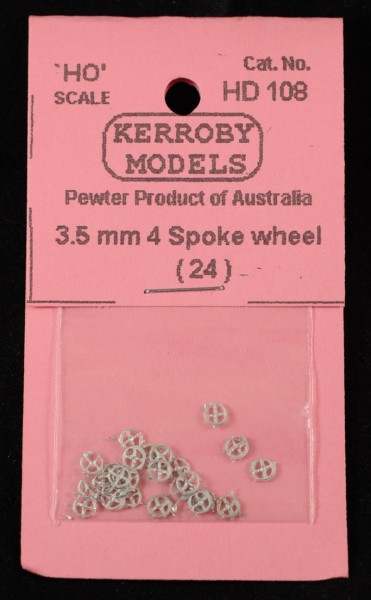 'HO'
SCALE
Cat. No.
HD 108
KERROBY
MODELS
Pewter Product of Australia
3.5 mm 4 Spoke wheel
(24)